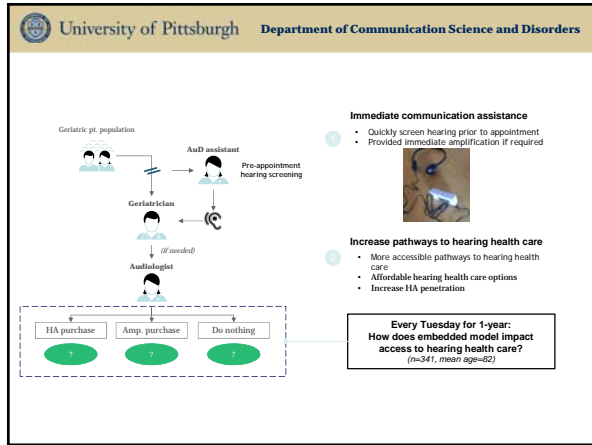 University of Pittsburgh
Department of Communication Science and Disorders
Geriatric pt. population
AuD assistant
Pre-appointment
hearing screening
Geriatrician
(if needed)
Audiologist
HA purchase
Amp. purchase
Do nothing
?
?
?
Immediate communication assistance
1
• Quickly screen hearing prior to appointment
• Provided immediate amplification if required
Increase pathways to hearing health care
2
• More accessible pathways to hearing health
care
• Affordable hearing health care options
• Increase HA penetration
Every Tuesday for 1-year:
How does embedded model impact
access to hearing health care?
(n=341, mean age=82)